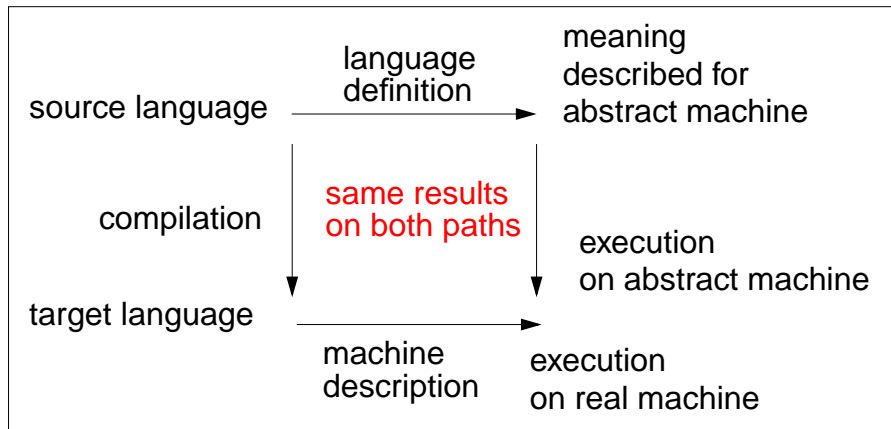 language
definition
meaning
described for
abstract machine
source language
compilation
same results
on both paths
execution
on abstract machine
target language
machine
description
execution
on real machine